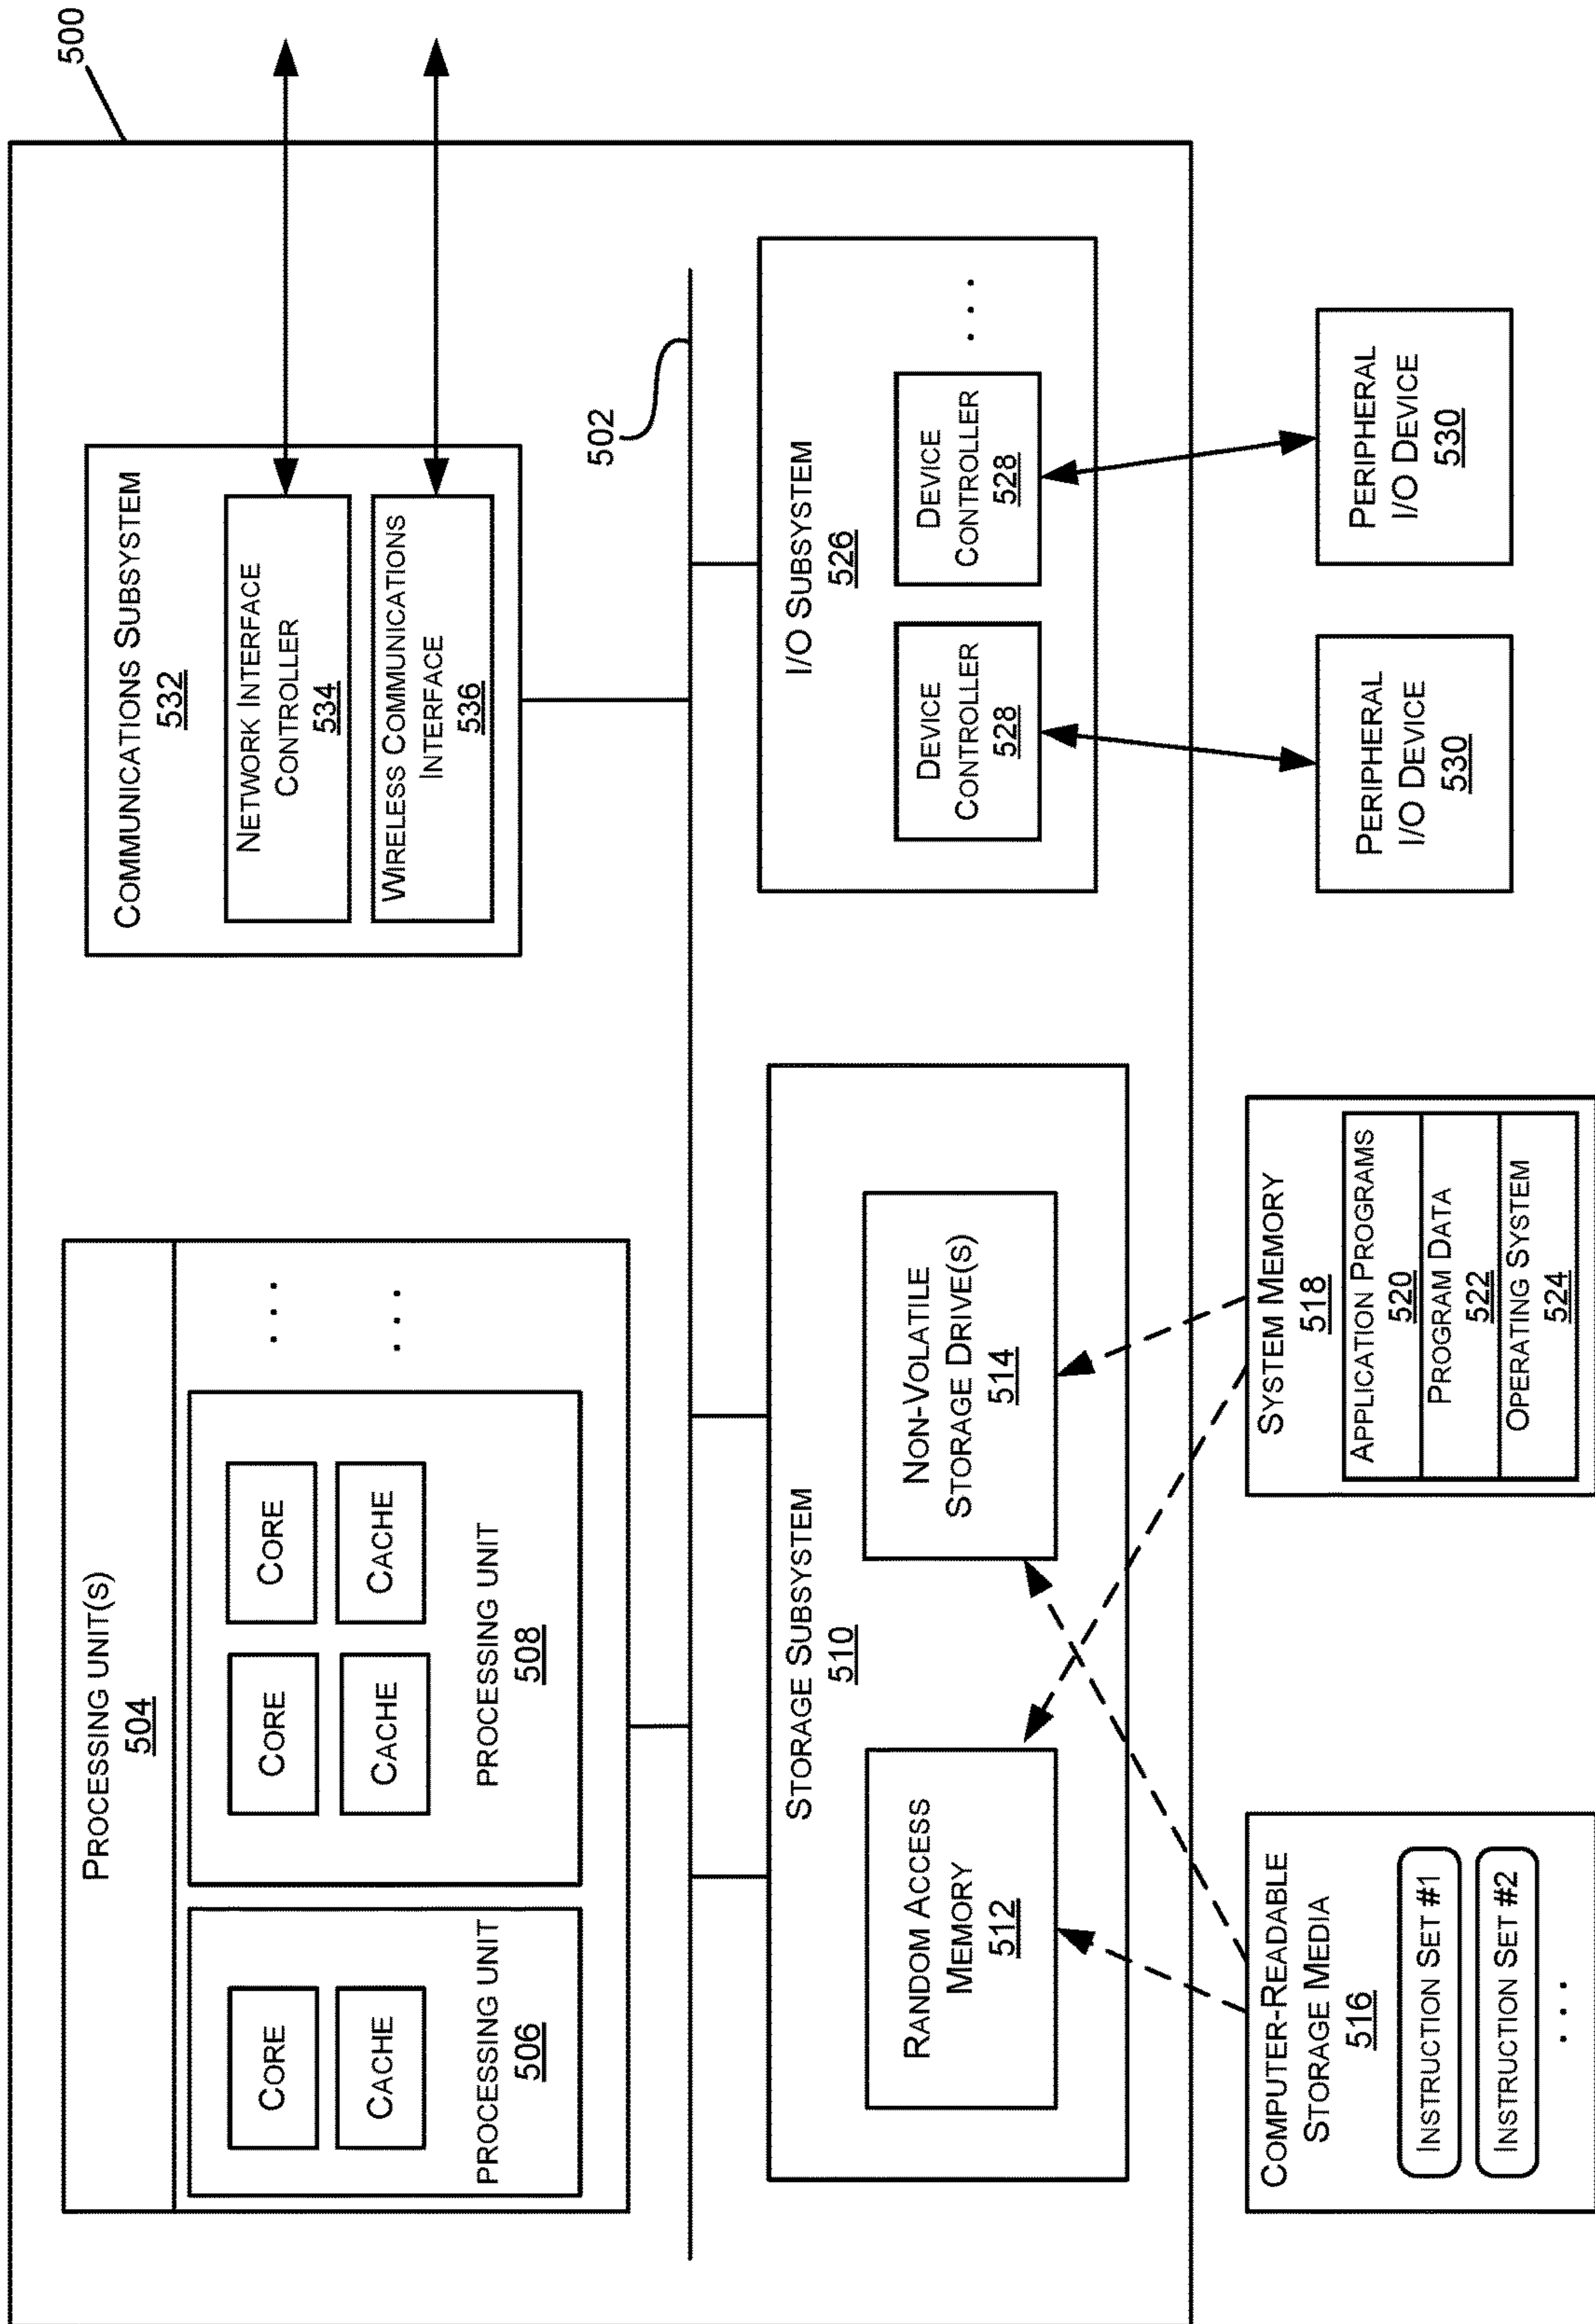 500
PROCESSING UNIT(S)
504
CORE
CACHE
PROCESSING UNIT
506
CORE
CORE
CACHE
CACHE
PROCESSING UNIT
508
. . .
. . .
COMMUNICATIONS SUBSYSTEM
532
NETWORK INTERFACE
CONTROLLER
534
WIRELESS COMMUNICATIONS
INTERFACE
536
502
STORAGE SUBSYSTEM
510
RANDOM ACCESS
MEMORY
512
NON-VOLATILE
STORAGE DRIVE(S)
514
I/O SUBSYSTEM
526
DEVICE
CONTROLLER
528
DEVICE
CONTROLLER
528
. . .
COMPUTER-READABLE
STORAGE MEDIA
516
INSTRUCTION SET #1
INSTRUCTION SET #2
. . .
SYSTEM MEMORY
518
APPLICATION PROGRAMS
520
PROGRAM DATA
522
OPERATING SYSTEM
524
PERIPHERAL
I/O DEVICE
530
PERIPHERAL
I/O DEVICE
530